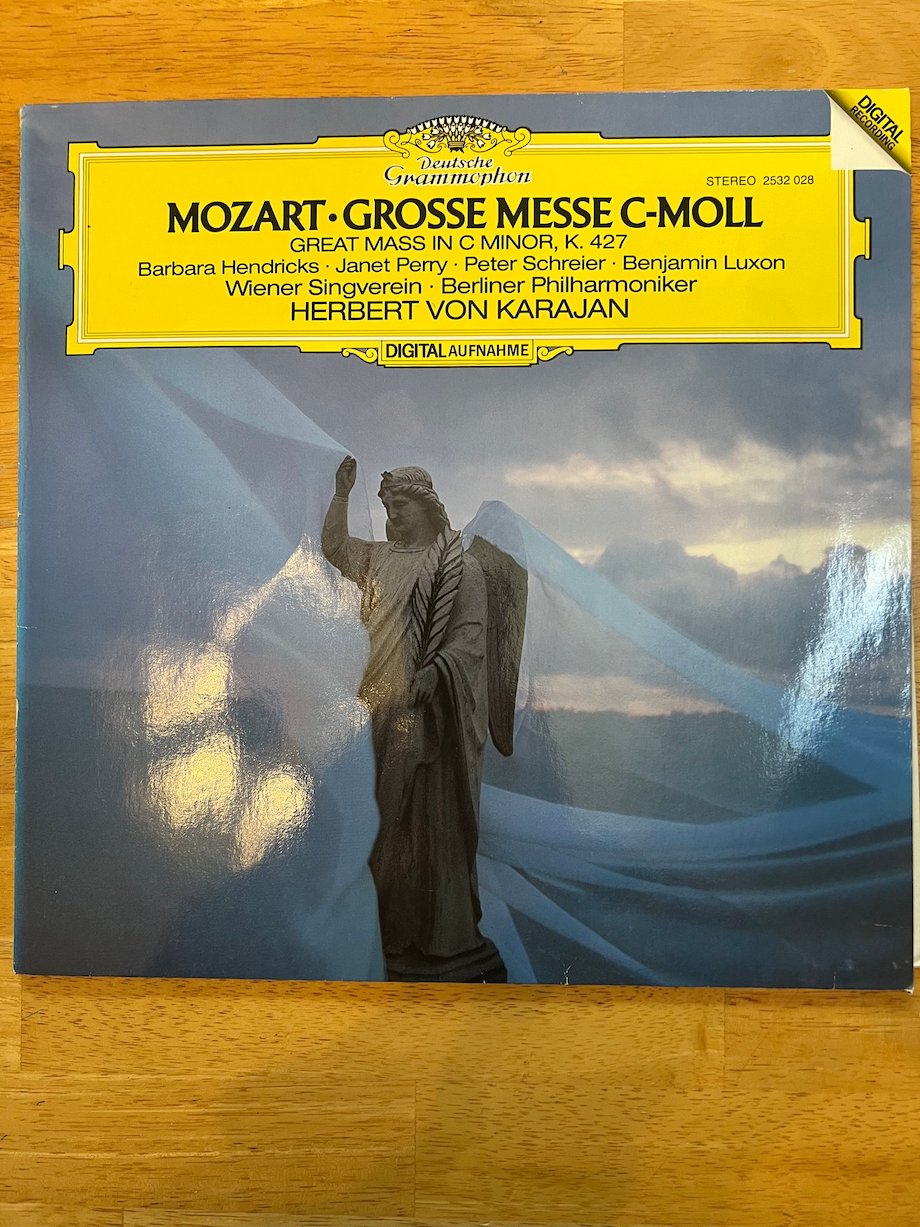 DIGITAL
RECORDING
Deutsche
Grammophon
STEREO 2532 028
MOZART · GROSSE MESSE C-MOLL
GREAT MASS IN C MINOR, K. 427
Barbara Hendricks · Janet Perry · Peter Schreier · Benjamin Luxon
Wiener Singverein · Berliner Philharmoniker
HERBERT VON KARAJAN
DIGITAL AUFNAHME